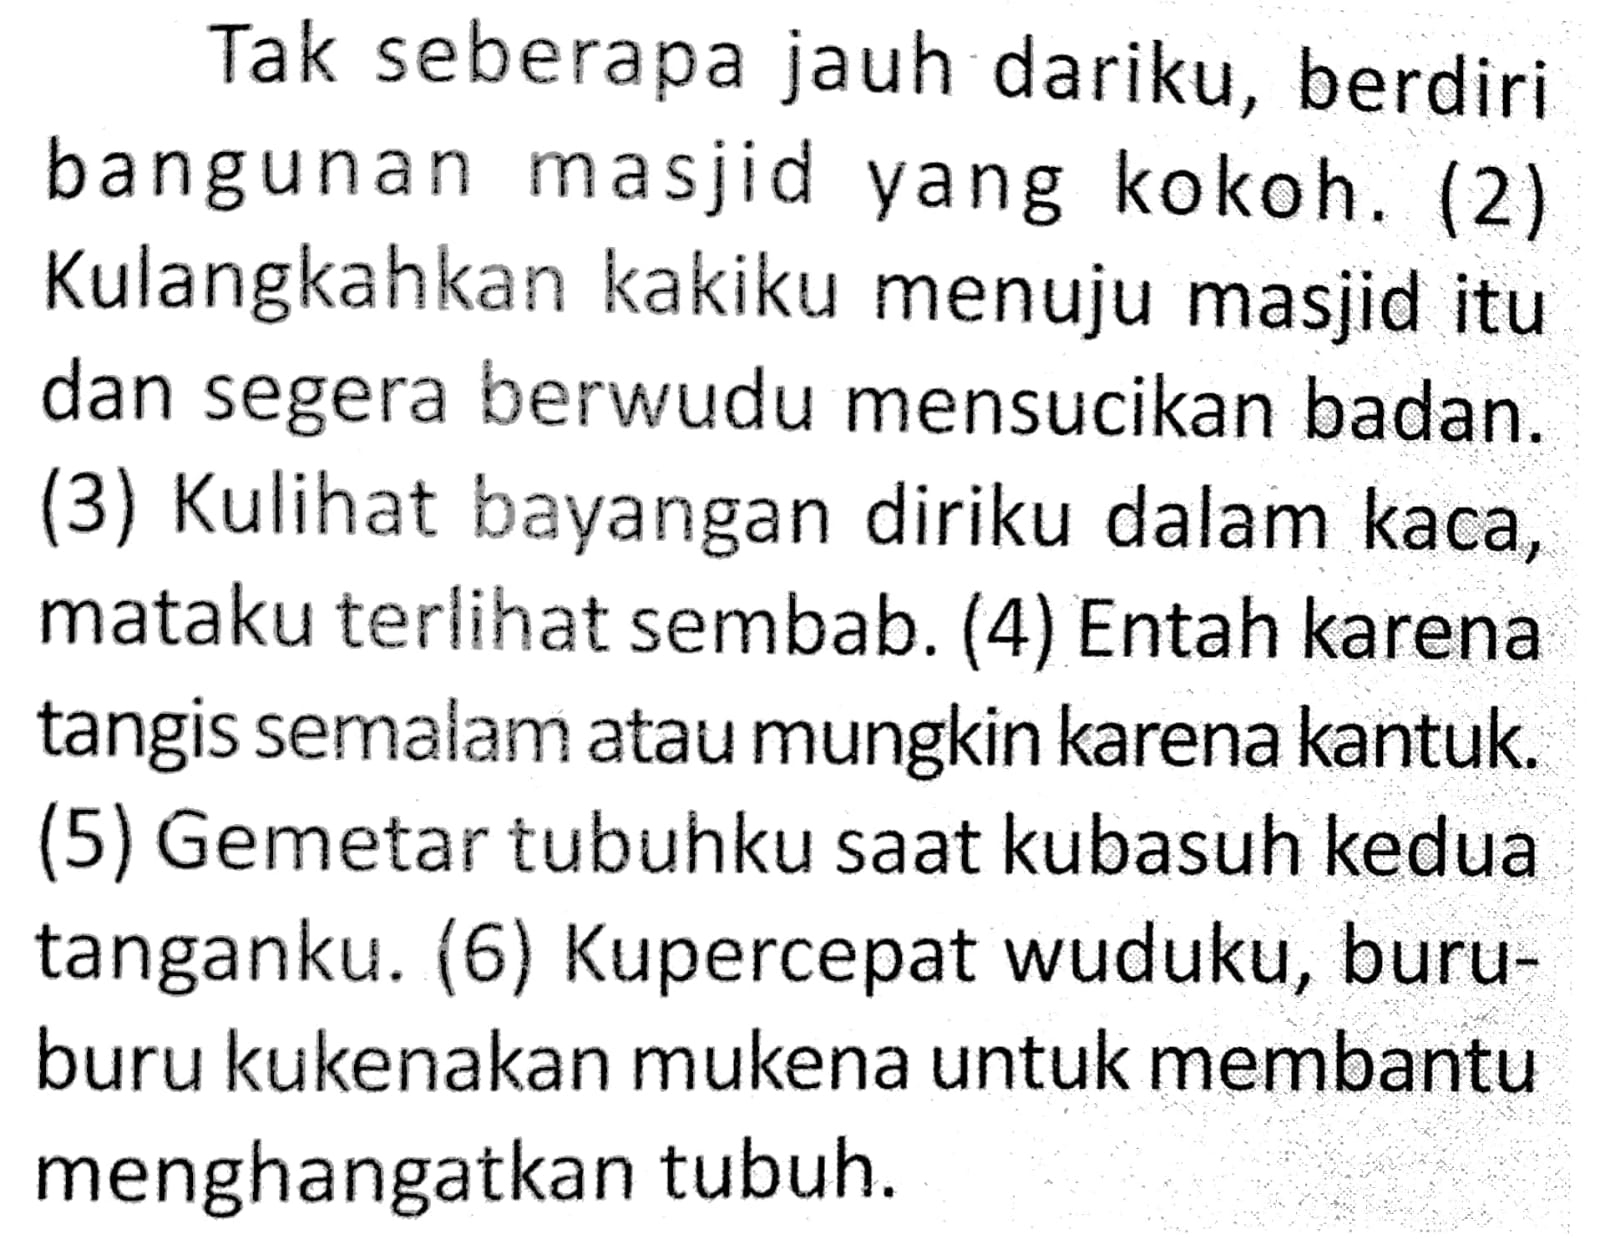 Tak seberapa jauh dariku, berdiri
bangunan masjid yang kokoh. (2)
Kulangkahkan kakiku menuju masjid itu
dan segera berwudu mensucikan badan.
(3) Kulihat bayangan diriku dalam kaca,
mataku terlihat sembab. (4) Entah karena
tangis semalam atau mungkin karena kantuk.
(5) Gemetar tubuhku saat kubasuh kedua
tanganku. (6) Kupercepat wuduku, buru-
buru kukenakan mukena untuk membantu
menghangatkan tubuh.